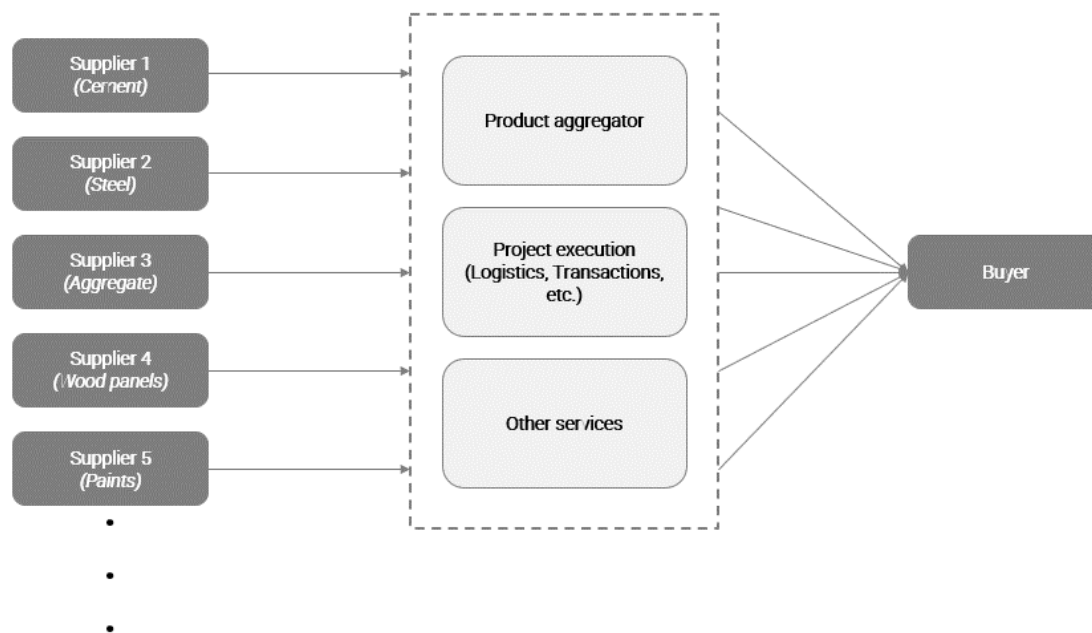 Supplier 1
(Cement)
Supplier 2
(Steel)
Supplier 3
(Aggregate)
Supplier 4
(Wood panels)
Supplier 5
(Paints)
Product aggregator
Project execution
(Logistics, Transactions,
etc.)
Other services
Buyer